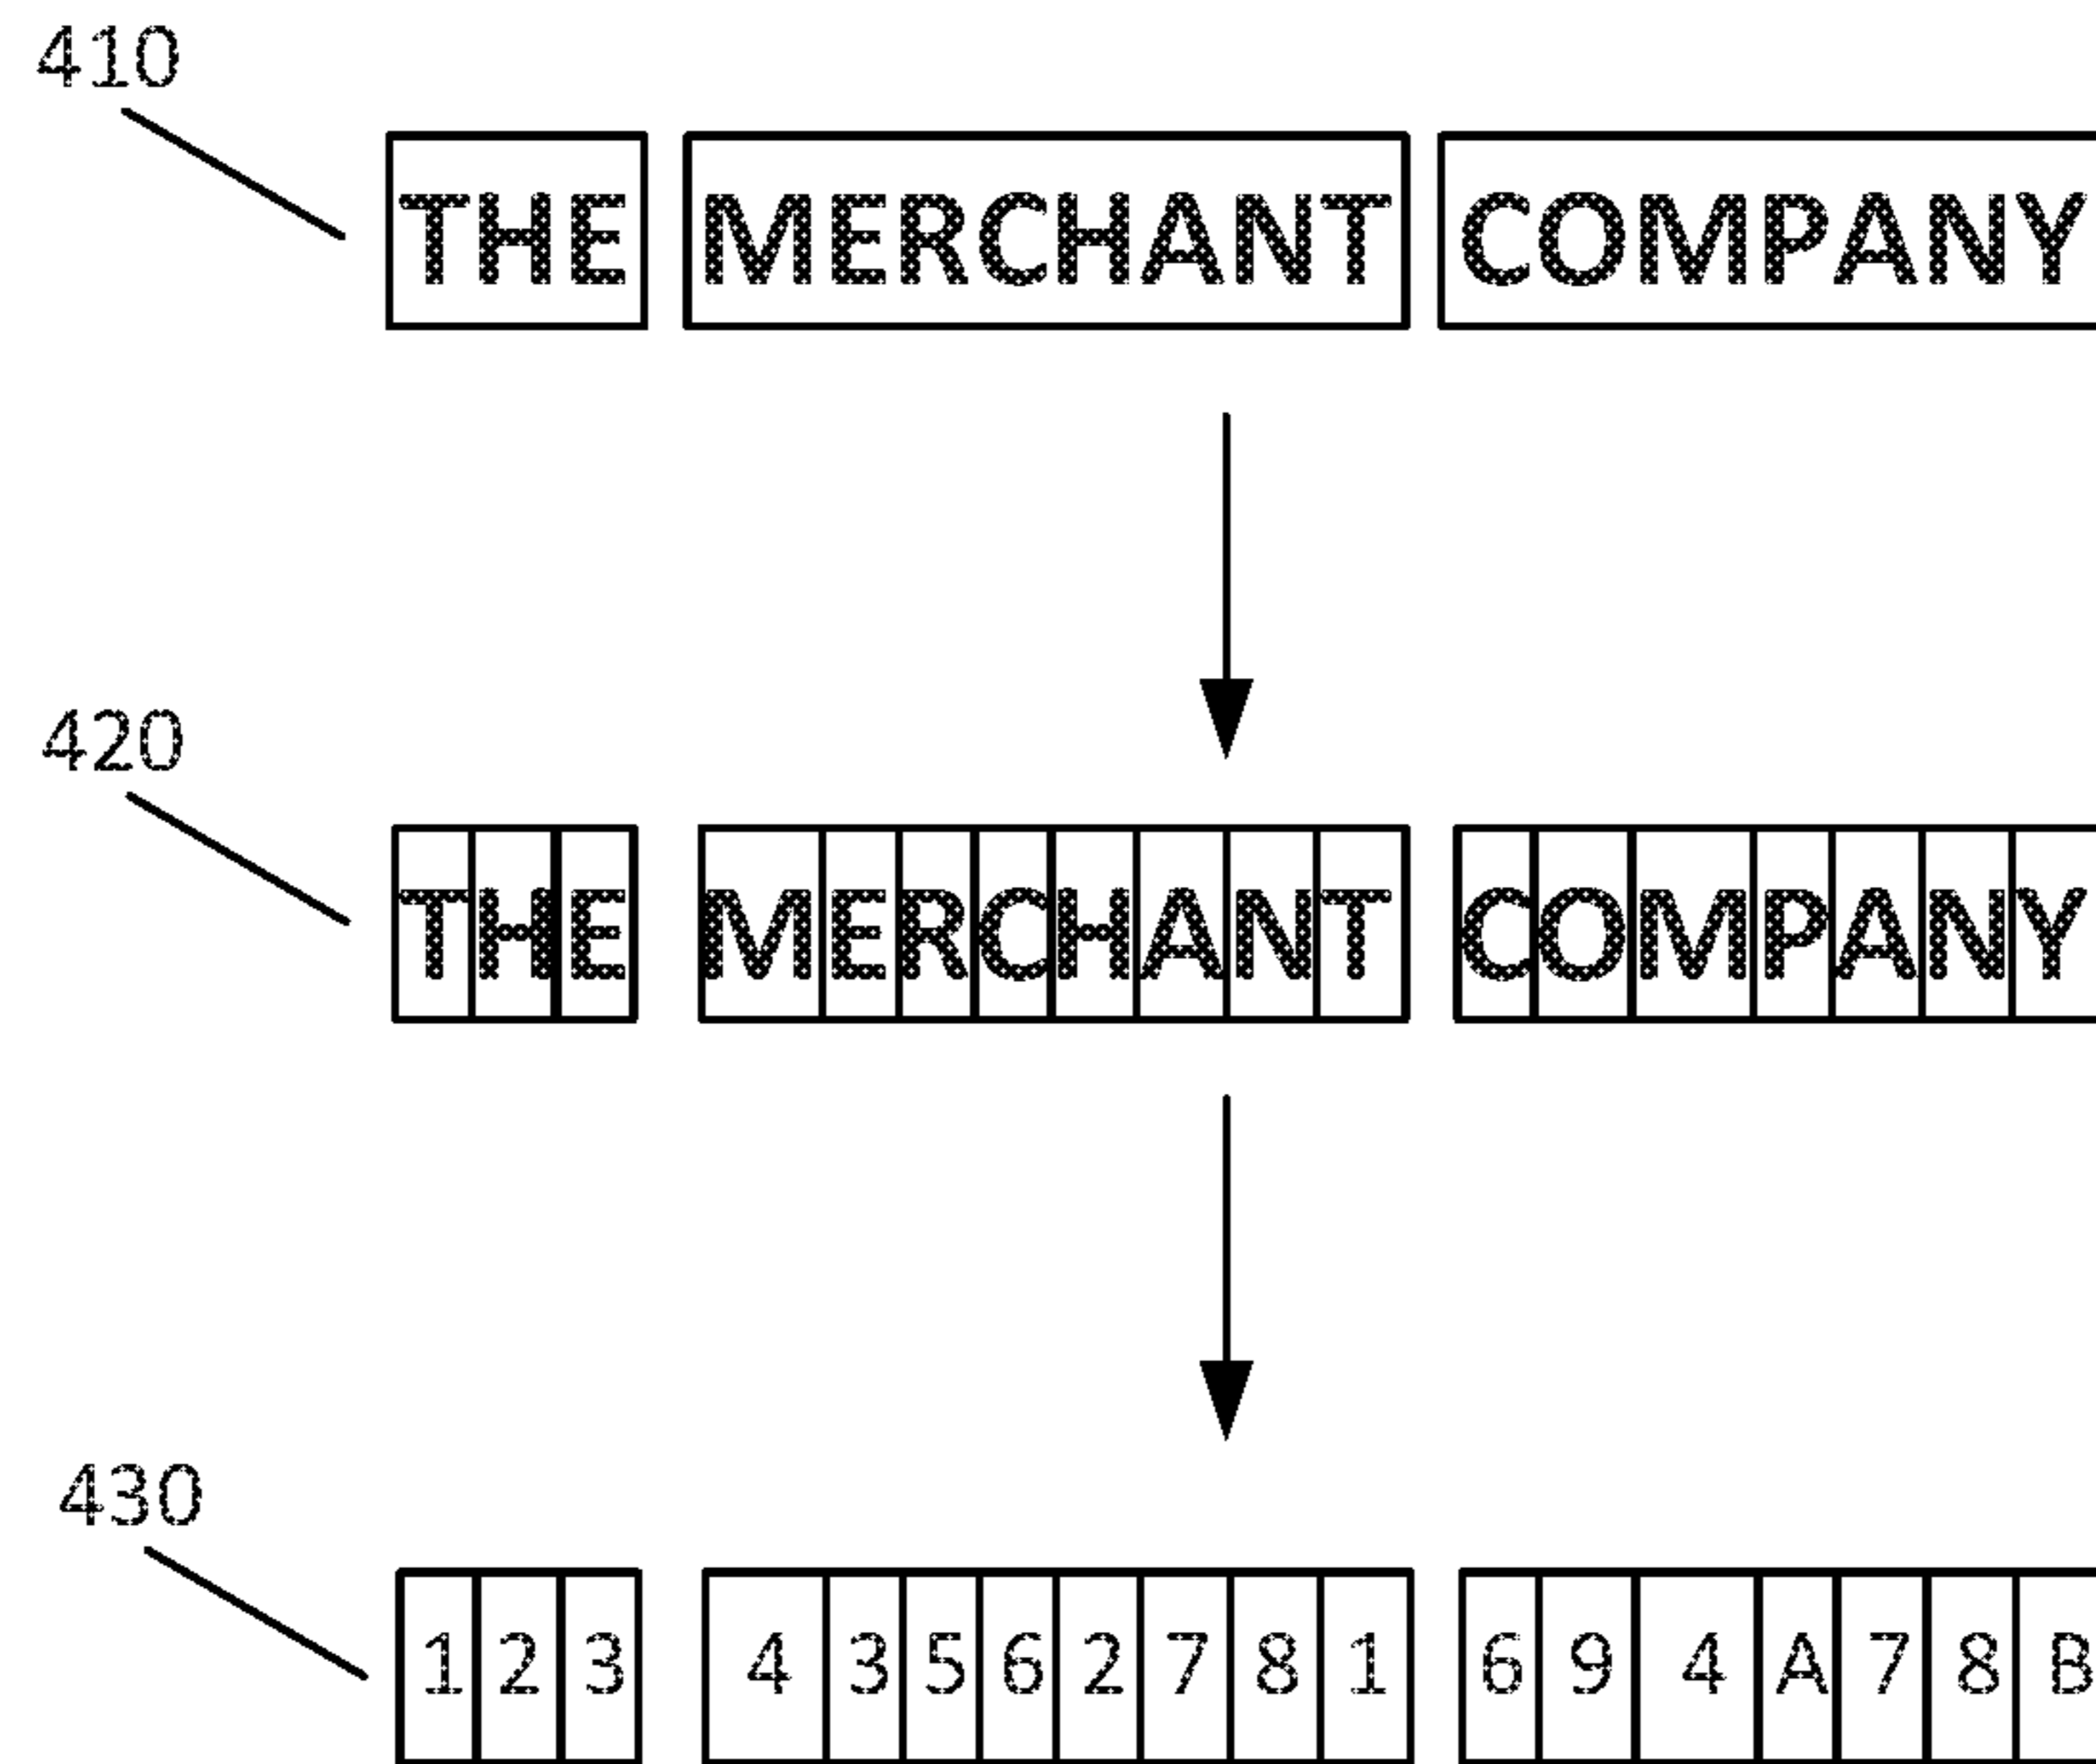 410
THE MERCHANT COMPANY
420
THE MERCHANT COMPANY
430
1 2 3 4 3 5 6 2 7 8 1 6 9 4 A 7 8 B